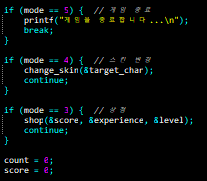 if (mode == 5) {  // 게임 종료
    printf("게임을 종료합니다...\n");
    break;
}
if (mode == 4) {  // 스킨 변경
    change_skin(&target_char);
    continue;
}
if (mode == 3) {  // 상점
    shop(&score, &experience, &level);
    continue;
}
count = 0;
score = 0;